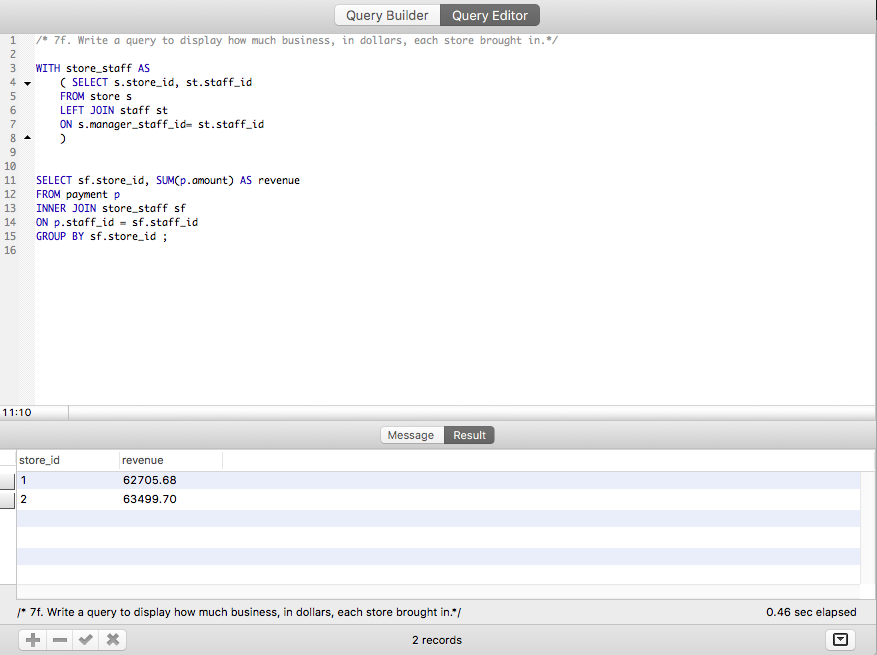 Query Builder Query Editor
1 /* 7f. Write a query to display how much business, in dollars, each store brought in.*/
2
3 WITH store_staff AS
4 ( SELECT s.store_id, st.staff_id
5 FROM store s
6 LEFT JOIN staff st
7 ON s.manager_staff_id= st.staff_id
8 )
9
10
11 SELECT sf.store_id, SUM(p.amount) AS revenue
12 FROM payment p
13 INNER JOIN store_staff sf
14 ON p.staff_id = sf.staff_id
15 GROUP BY sf.store_id ;
16
11:10
Message Result
store_id revenue
1 62705.68
2 63499.70
/* 7f. Write a query to display how much business, in dollars, each store brought in.*/ 0.46 sec elapsed
2 records